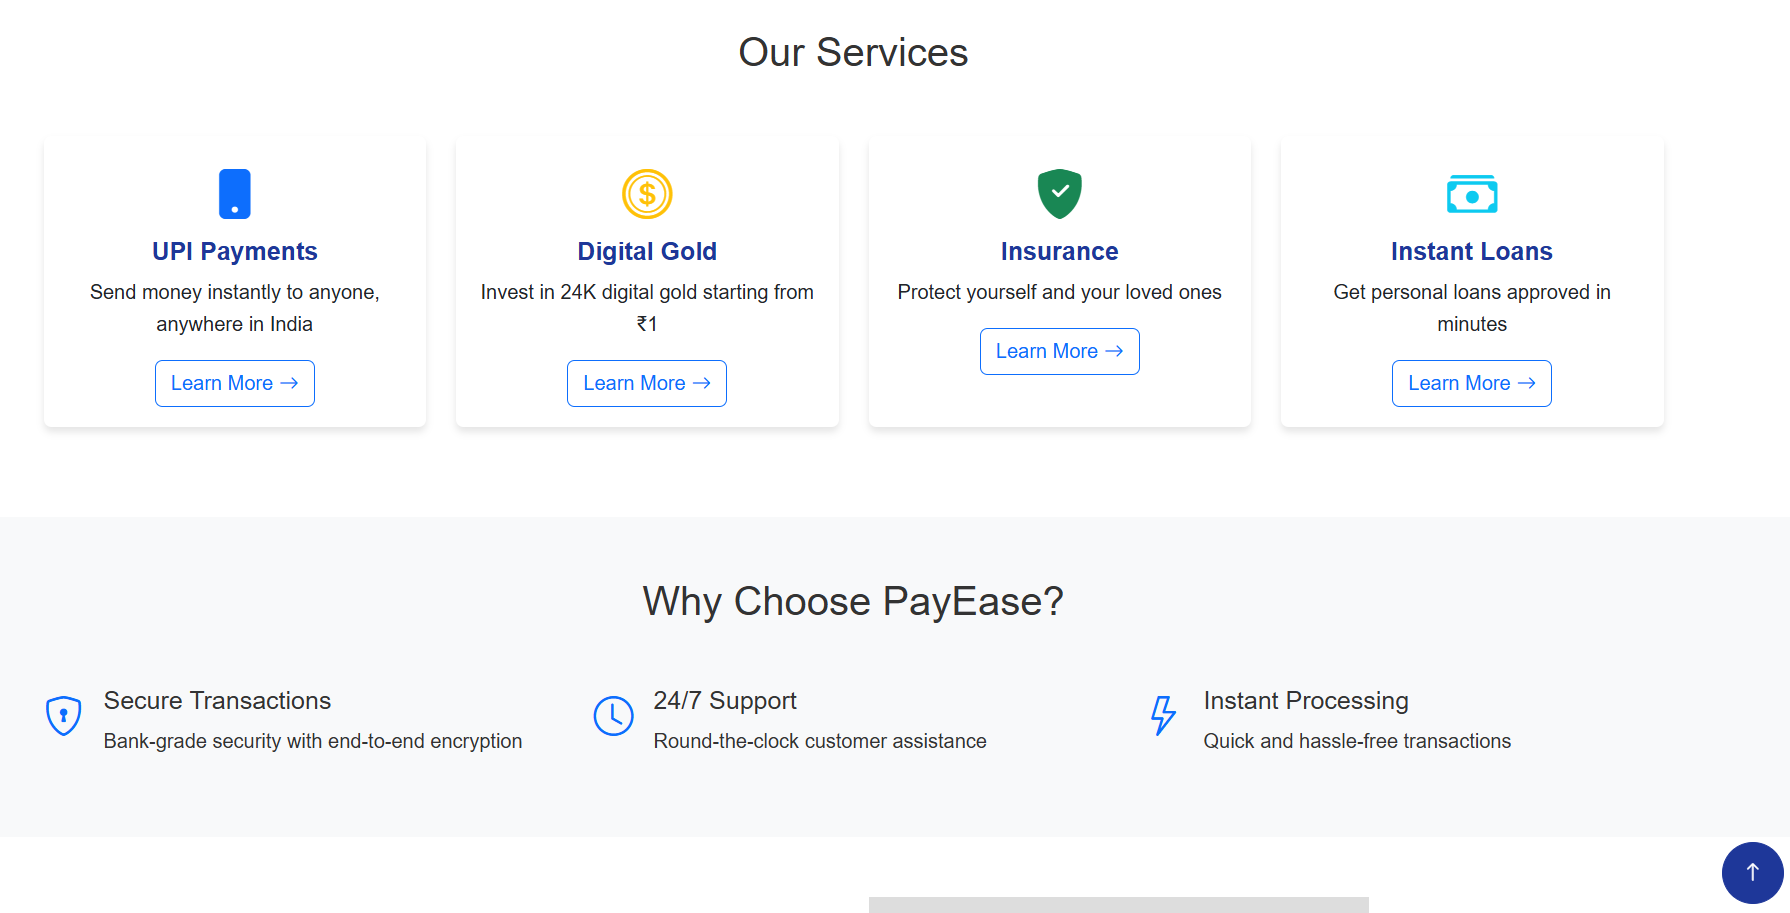 Our Services
UPI Payments
Send money instantly to anyone,
anywhere in India
Learn More →
Digital Gold
Invest in 24K digital gold starting from
₹1
Learn More →
Insurance
Protect yourself and your loved ones
Learn More →
Instant Loans
Get personal loans approved in
minutes
Learn More →
Why Choose PayEase?
Secure Transactions
Bank-grade security with end-to-end encryption
24/7 Support
Round-the-clock customer assistance
Instant Processing
Quick and hassle-free transactions